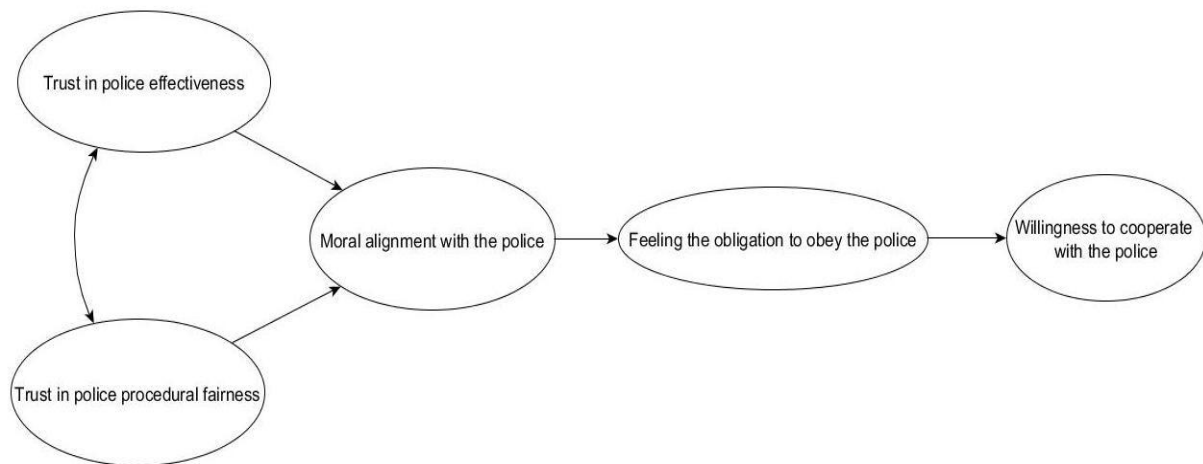 Trust in police effectiveness
Moral alignment with the police
Feeling the obligation to obey the police
Willingness to cooperate
with the police
Trust in police procedural fairness